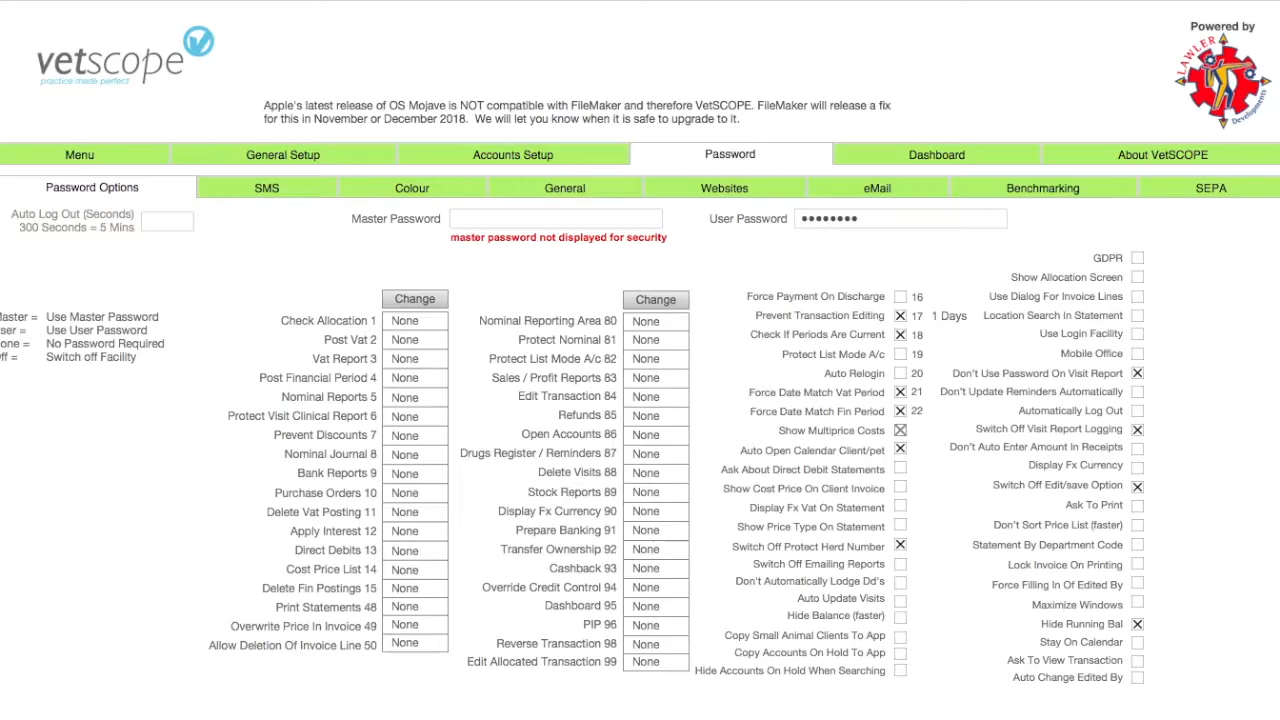 vetscope
practice made perfect
Powered by
LAWLER
Developments
Apple's latest release of OS Mojave is NOT compatible with FileMaker and therefore VetSCOPE. FileMaker will release a fix
for this in November or December 2018. We will let you know when it is safe to upgrade to it.
Menu General Setup Accounts Setup Password Dashboard About VetSCOPE
Password Options SMS Colour General Websites eMail Benchmarking SEPA
Auto Log Out (Seconds)
300 Seconds = 5 Mins
Master Password
master password not displayed for security
User Password ••••••••
laster = Use Master Password
ser = Use User Password
one = No Password Required
ff = Switch off Facility
Change
Check Allocation 1 None
Post Vat 2 None
Vat Report 3 None
Post Financial Period 4 None
Nominal Reports 5 None
Protect Visit Clinical Report 6 None
Prevent Discounts 7 None
Nominal Journal 8 None
Bank Reports 9 None
Purchase Orders 10 None
Delete Vat Posting 11 None
Apply Interest 12 None
Direct Debits 13 None
Cost Price List 14 None
Delete Fin Postings 15 None
Print Statements 48 None
Overwrite Price In Invoice 49 None
Allow Deletion Of Invoice Line 50 None
Change
Nominal Reporting Area 80 None
Protect Nominal 81 None
Protect List Mode A/c 82 None
Sales / Profit Reports 83 None
Edit Transaction 84 None
Refunds 85 None
Open Accounts 86 None
Drugs Register / Reminders 87 None
Delete Visits 88 None
Stock Reports 89 None
Display Fx Currency 90 None
Prepare Banking 91 None
Transfer Ownership 92 None
Cashback 93 None
Override Credit Control 94 None
Dashboard 95 None
PIP 96 None
Reverse Transaction 98 None
Edit Allocated Transaction 99 None
Force Payment On Discharge 16
Prevent Transaction Editing 17 1 Days
Check If Periods Are Current 18
Protect List Mode A/c 19
Auto Relogin 20
Force Date Match Vat Period 21
Force Date Match Fin Period 22
Show Multiprice Costs
Auto Open Calendar Client/pet
Ask About Direct Debit Statements
Show Cost Price On Client Invoice
Display Fx Vat On Statement
Show Price Type On Statement
Switch Off Protect Herd Number
Switch Off Emailing Reports
Don't Automatically Lodge Dd's
Auto Update Visits
Hide Balance (faster)
Copy Small Animal Clients To App
Copy Accounts On Hold To App
Hide Accounts On Hold When Searching
GDPR
Show Allocation Screen
Use Dialog For Invoice Lines
Location Search In Statement
Use Login Facility
Mobile Office
Don't Use Password On Visit Report
Don't Update Reminders Automatically
Automatically Log Out
Switch Off Visit Report Logging
Don't Auto Enter Amount In Receipts
Display Fx Currency
Switch Off Edit/save Option
Ask To Print
Don't Sort Price List (faster)
Statement By Department Code
Lock Invoice On Printing
Force Filling In Of Edited By
Maximize Windows
Hide Running Bal
Stay On Calendar
Ask To View Transaction
Auto Change Edited By